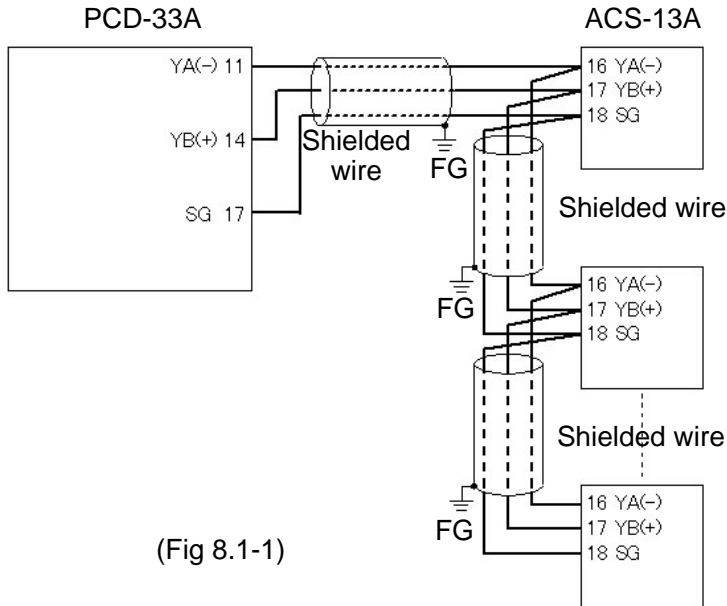 PCD-33A
ACS-13A
YA(-) 11
16 YA(-)
17 YB(+)
YB(+) 14
18 SG
Shielded
wire
FG
SG 17
Shielded wire
FG
16 YA(-)
17 YB(+)
18 SG
Shielded wire
FG
16 YA(-)
17 YB(+)
18 SG
(Fig 8.1-1)